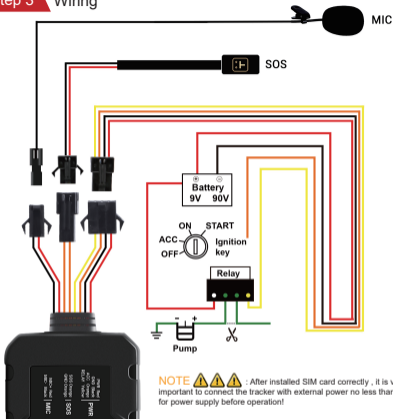 Step 3 Wiring
MIC
SOS
Battery
9V 90V
ON START
ACC
OFF
Ignition
key
Relay
Pump
NOTE : After installed SIM card correctly , it is v
important to connect the tracker with external power no less than
for power supply before operation!
MIC | SOS | PWR